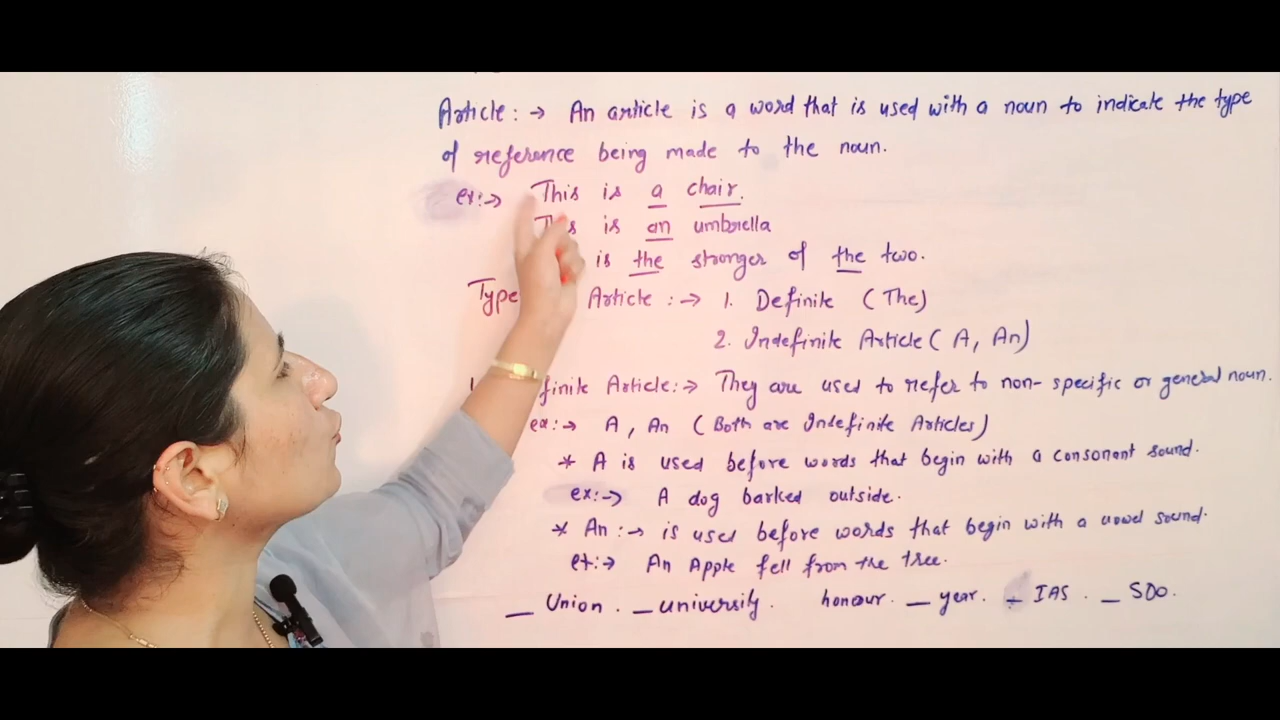 Article :→ An article is a word that is used with a noun to indicate the type
of reference being made to the noun.
ex:→ This is a chair.
is an umbrella
is the stronger of the two.
Type Article :→ 1. Definite (The)
2. Indefinite Article (A, An)
finite Article :→ They are used to refer to non-specific or general noun.
ex:→ A, An (Both are Indefinite Articles)
* A is used before words that begin with a consonant sound.
ex:→ A dog barked outside.
* An :→ is used before words that begin with a vowel sound.
ex:→ An Apple fell from the tree.
_ Union . _ university . honour . _ year . _ IAS . _ SDO.